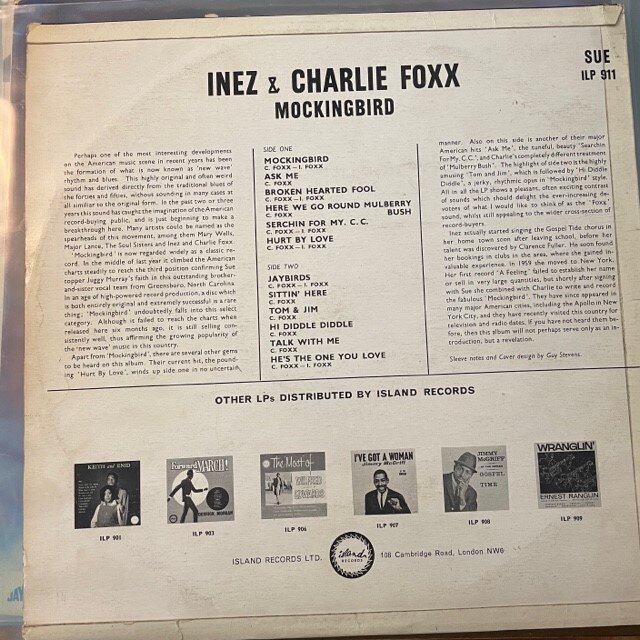 INEZ & CHARLIE FOXX
MOCKINGBIRD
SUE
ILP 911
Perhaps one of the most interesting developments
on the American music scene in recent years has been
the formation of what is now known as 'new wave'
rhythm and blues. This highly original and often weird
sound has derived directly from the traditional blues of
the forties and fifties, without sounding in many cases at
all similar to the original form. In the past two or three
years this sound has caught the imagination of the American
record-buying public, and is just beginning to make a
breakthrough here. Many artists could be named as the
spearheads of this movement, among them Mary Wells,
Major Lance, The Soul Sisters and Inez and Charlie Foxx.
'Mockingbird' is now regarded widely as a classic re-
cord. In the middle of last year it climbed the American
charts steadily to reach the third position confirming Sue
topper Juggy Murray's faith in this outstanding brother-
and-sister vocal team from Greensboro, North Carolina.
In an age of high-powered record production, a disc which
is both entirely original and extremely successful is a rare
thing; 'Mockingbird' undoubtedly falls into this select
category. Although it failed to reach the charts when
released here six months ago, it is still selling con-
sistently well, thus affirming the growing popularity of
the 'new wave' music in this country.
Apart from 'Mockingbird', there are several other gems
to be heard on this album. Their current hit, the pound-
ing 'Hurt By Love', winds up side one in no uncertain
SIDE ONE
MOCKINGBIRD
C. FOXX—I. FOXX
ASK ME
C. FOXX
BROKEN HEARTED FOOL
C. FOXX—I. FOXX
HERE WE GO ROUND MULBERRY
C. FOXX BUSH
SERCHIN FOR MY. C.C.
C. FOXX—I. FOXX
HURT BY LOVE
C. FOXX—I. FOXX
SIDE TWO
JAYBIRDS
C. FOXX—I. FOXX
SITTIN' HERE
C. FOXX
TOM & JIM
C. FOXX
HI DIDDLE DIDDLE
C. FOXX
TALK WITH ME
C. FOXX
HE'S THE ONE YOU LOVE
C. FOXX—I. FOXX
manner. Also on this side is another of their major
American hits 'Ask Me', the tuneful, beauty 'Searchin
For My. C.C.', and Charlie's completely different treatment
of 'Mulberry Bush'. The highlight of side two is the highly
amusing 'Tom and Jim', which is followed by 'Hi Diddle
Diddle', a jerky, rhythmic opus in 'Mockingbird' style.
All in all the LP shows a pleasant, often exciting contrast
of sounds which should delight the ever-increasing de-
votees of what I would like to think of as the 'Foxx'
sound, whilst still appealing to the wider cross-section of
record-buyers.
Inez actually started singing the Gospel Tide chorus in
her home town soon after leaving school, before her
talent was discovered by Clarence Fuller. He soon found
her bookings in clubs in the area, where she gained in-
valuable experience. In 1959 she moved to New York.
Her first record 'A Feeling' failed to establish her name
or sell in very large quantities, but shortly after signing
with Sue she combined with Charlie to write and record
the fabulous 'Mockingbird'. They have since appeared in
many major American cities, including the Apollo in New
York City, and they have recently visited this country for
television and radio dates. If you have not heard them be-
fore, then this album will not perhaps serve only as an in-
troduction, but a revelation.
Sleeve notes and Cover design by Guy Stevens.
OTHER LPs DISTRIBUTED BY ISLAND RECORDS
KEITH and ENID
ILP 901
Forward MARCH!
DERRICK MORGAN
ILP 903
The Most of
WILFRED
EDWARDS
ILP 906
I'VE GOT A WOMAN
Jimmy McGriff
ILP 907
JIMMY
McGRIFF
GOSPEL
TIME
ILP 908
WRANGLIN'
ERNEST RANGLIN
ILP 909
ISLAND RECORDS LTD.
island
RECORDS
108 Cambridge Road, London NW6
JAY